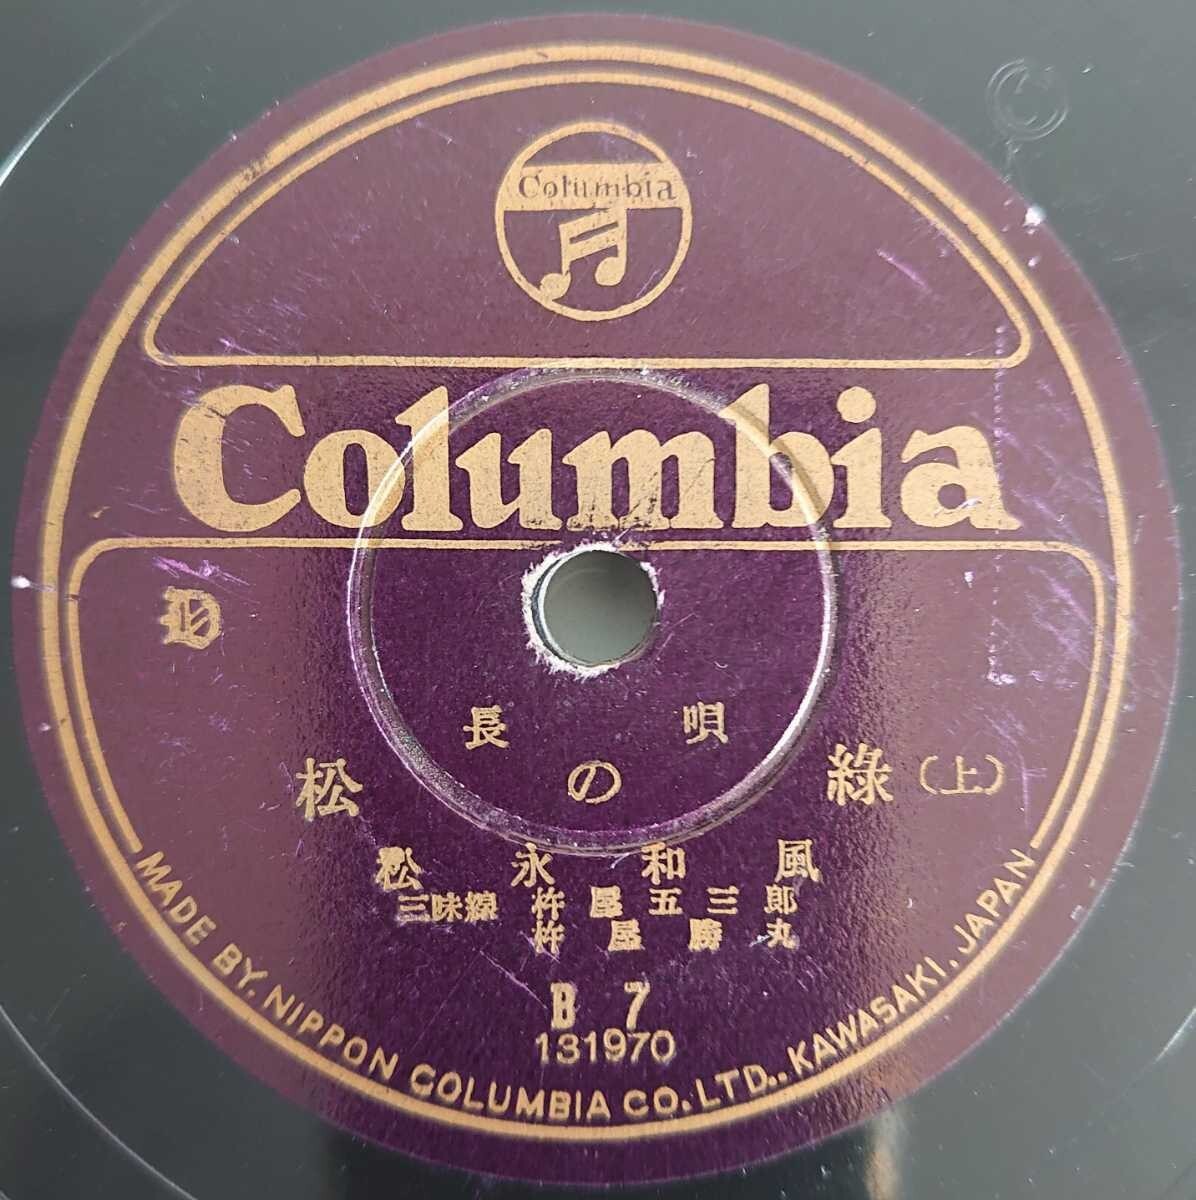 ©
Columbia
Columbia
D
長唄
松の綠(上)
松永和風
三味線 杵屋五三郎
杵屋勝丸
B 7
131970
MADE BY, NIPPON COLUMBIA CO. LTD., KAWASAKI, JAPAN